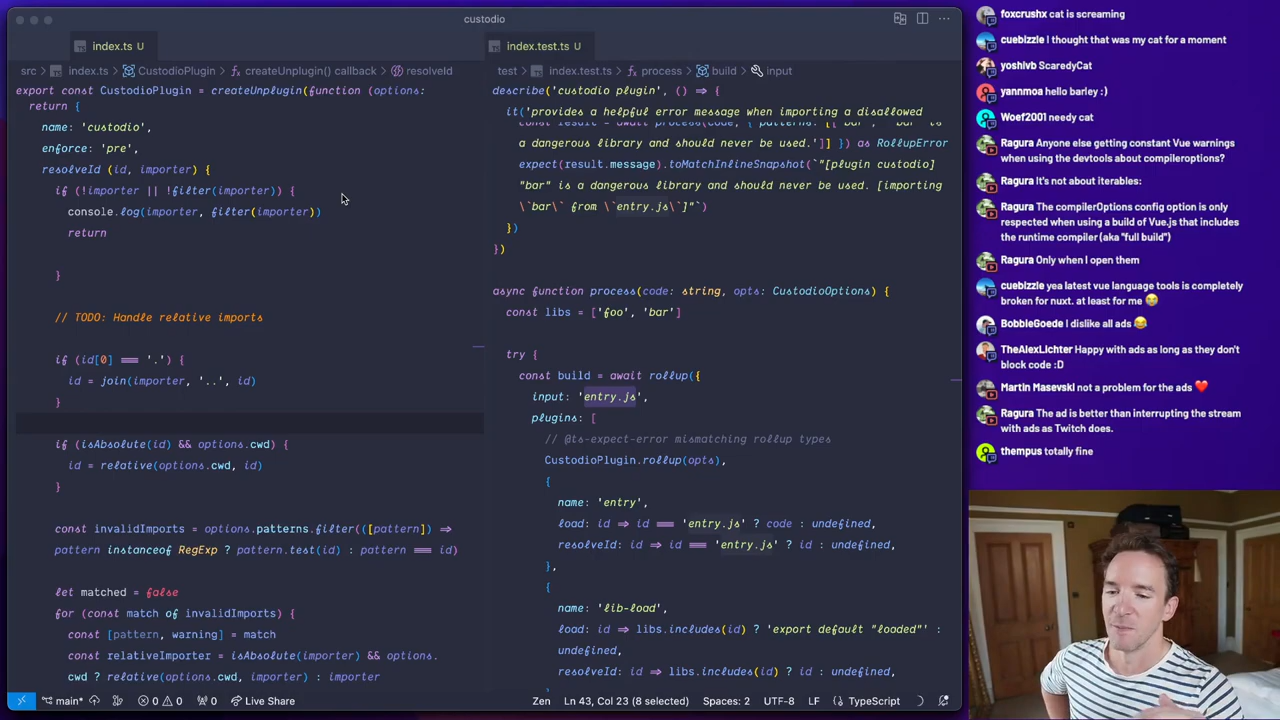 custodio
index.ts U
src index.ts CustodioPlugin createUnplugin() callback resolveId
export const CustodioPlugin = createUnplugin(function (options:
return {
name: 'custodio',
enforce: 'pre',
resolveId (id, importer) {
if (!importer || !filter(importer)) {
console.log(importer, filter(importer))
return
}
// TODO: Handle relative imports
if (id[0] === '.') {
id = join(importer, '..', id)
}
if (isAbsolute(id) && options.cwd) {
id = relative(options.cwd, id)
}
const invalidImports = options.patterns.filter(([pattern]) =>
pattern instanceof RegExp ? pattern.test(id) : pattern === id)
let matched = false
for (const match of invalidImports) {
const [pattern, warning] = match
const relativeImporter = isAbsolute(importer) && options.
cwd ? relative(options.cwd, importer) : importer
index.test.ts U
test index.test.ts process build input
describe('custodio plugin', () => {
it('provides a helpful error message when importing a disallowed
const result = await process(code, { patterns: [['bar', '"bar" is
a dangerous library and should never be used.']] }) as RollupError
expect(result.message).toMatchInlineSnapshot(`"[plugin custodio]
"bar" is a dangerous library and should never be used. [importing
\`bar\` from \`entry.js\`]"`)
})
})
async function process(code: string, opts: CustodioOptions) {
const libs = ['foo', 'bar']
try {
const build = await rollup({
input: 'entry.js',
plugins: [
// @ts-expect-error mismatching rollup types
CustodioPlugin.rollup(opts),
{
name: 'entry',
load: id => id === 'entry.js' ? code : undefined,
resolveId: id => id === 'entry.js' ? id : undefined,
},
{
name: 'lib-load',
load: id => libs.includes(id) ? 'export default "loaded"' :
undefined,
resolveId: id => libs.includes(id) ? id : undefined,
main* 0 0 0 Live Share Zen Ln 43, Col 23 (8 selected) Spaces: 2 UTF-8 LF TypeScript
foxcrushx cat is screaming
cuebizzle I thought that was my cat for a moment
yoshivb ScaredyCat
yannmoa hello barley :)
Woef2001 needy cat
Ragura Anyone else getting constant Vue warnings
when using the devtools about compileroptions?
Ragura It's not about iterables:
Ragura The compilerOptions config option is only
respected when using a build of Vue.js that includes
the runtime compiler (aka "full build")
Ragura Only when I open them
cuebizzle yea latest vue language tools is completely
broken for nuxt. at least for me 😂
BobbleGoede I dislike all ads 😂
TheAlexLichter Happy with ads as long as they don't
block code :D
Martin Masevski not a problem for the ads ❤️
Ragura The ad is better than interrupting the stream
with ads as Twitch does.
thempus totally fine